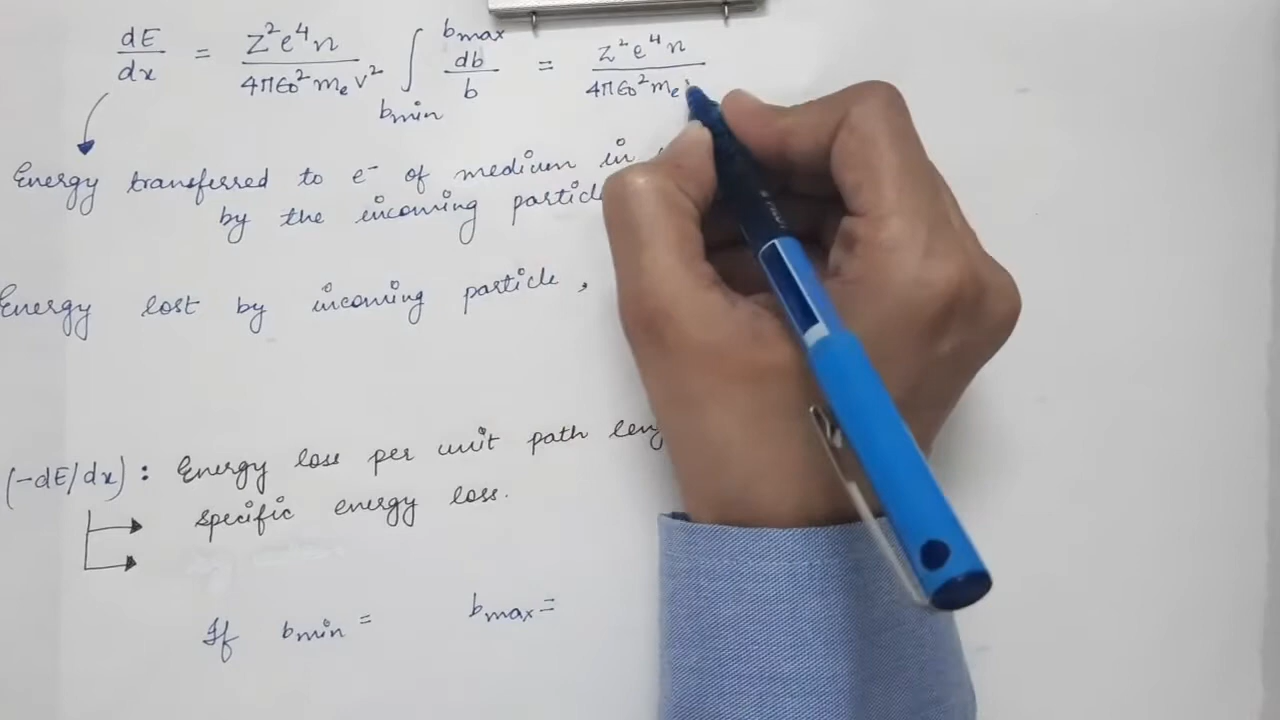 dE/dx = Z²e⁴n / 4πε₀²mₑv² ∫ bmin bmax db/b = Z²e⁴n / 4πε₀²mₑ
Energy transferred to e⁻ of medium in
by the incoming particle
Energy lost by incoming particle,
(-dE/dx) : Energy loss per unit path
specific energy loss.
If bmin = bmax =